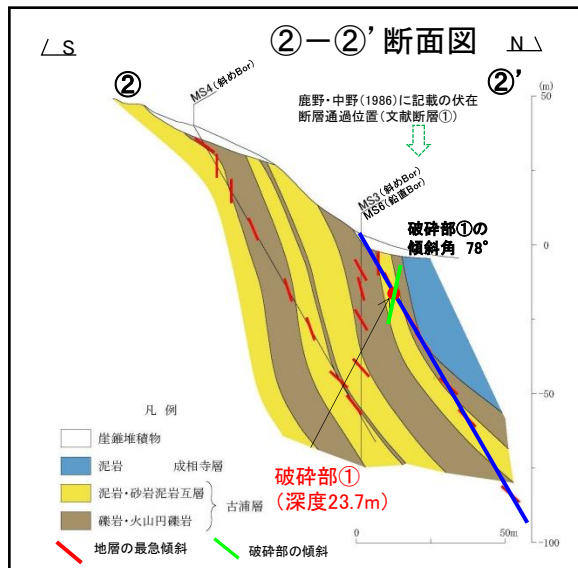 S
②－②’断面図
N
②
②’
MS4(斜めBor)
鹿野・中野(1986)に記載の伏在
断層通過位置(文献断層①)
MS3(斜めBor)
MS6(鉛直Bor)
破砕部①の
傾斜角 78°
(m)
50
0
-50
-100
破砕部①
(深度23.7m)
凡 例
崖錐堆積物
泥岩 成相寺層
泥岩・砂岩泥岩互層
古浦層
礫岩・火山円礫岩
地層の最急傾斜
破砕部の傾斜
0 50m